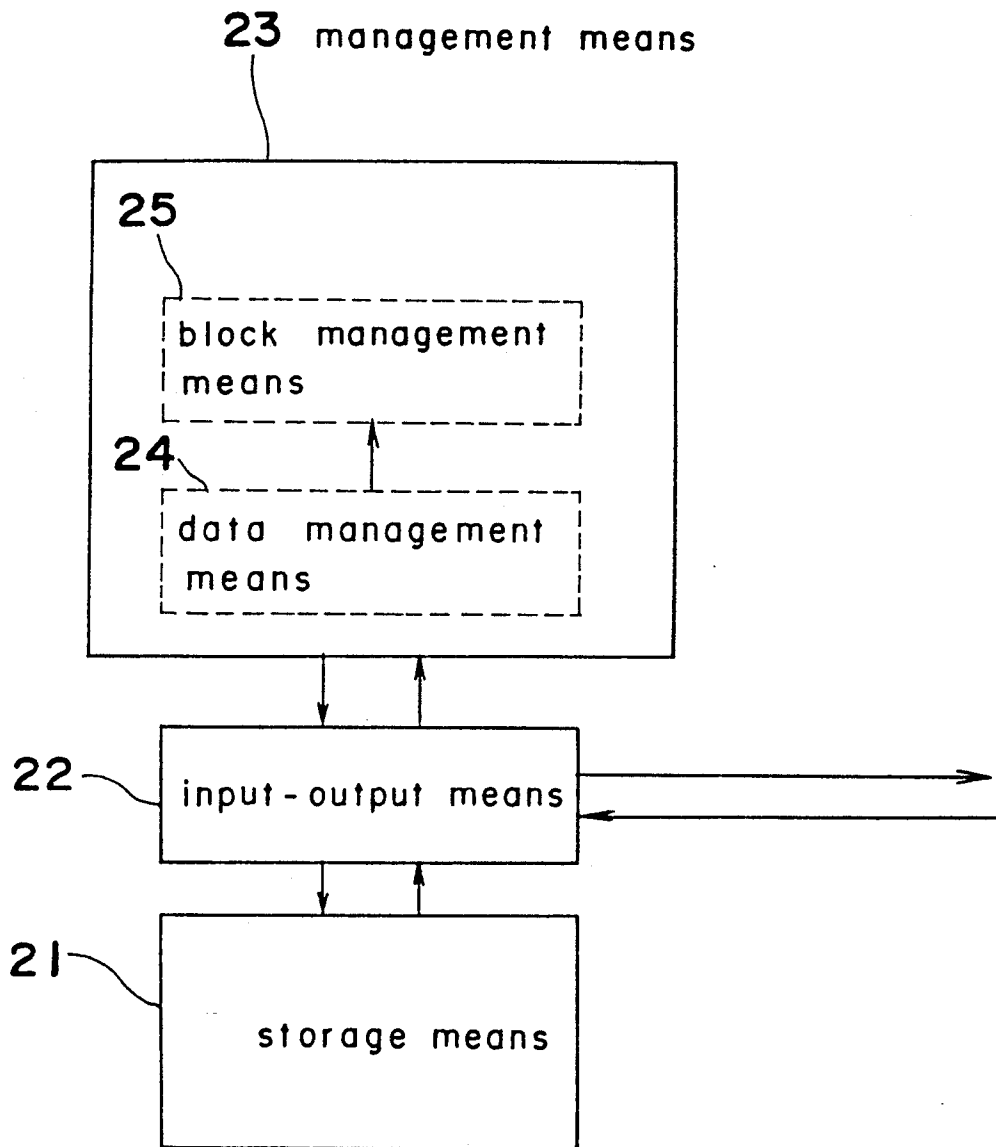 23 management means
25
block management
means
24
data management
means
22
input-output means
21
storage means